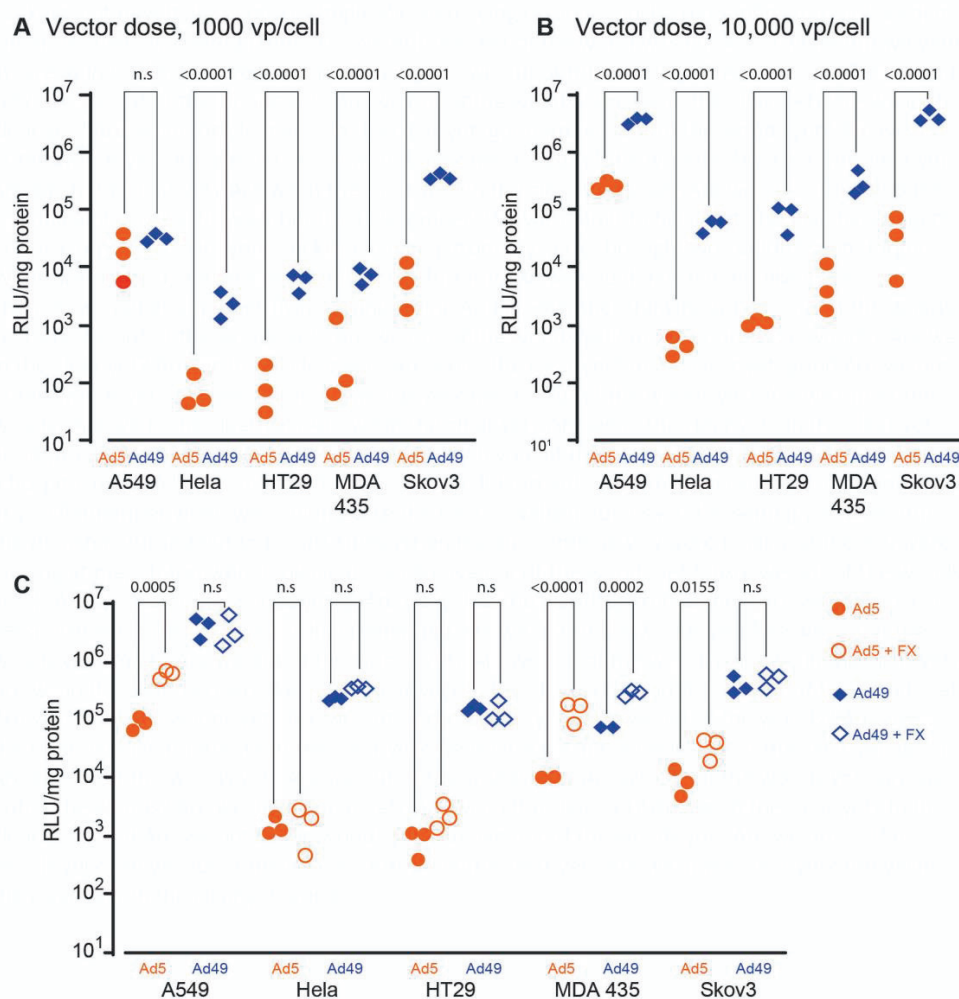 A Vector dose, 1000 vp/cell
n.s <0.0001 <0.0001 <0.0001 <0.0001
10⁷
10⁶
10⁵
10⁴
10³
10²
10¹
RLU/mg protein
Ad5 Ad49 Ad5 Ad49 Ad5 Ad49 Ad5 Ad49 Ad5 Ad49
A549 Hela HT29 MDA Skov3
435
B Vector dose, 10,000 vp/cell
<0.0001 <0.0001 <0.0001 <0.0001 <0.0001
10⁷
10⁶
10⁵
10⁴
10³
10²
10¹
RLU/mg protein
Ad5 Ad49 Ad5 Ad49 Ad5 Ad49 Ad5 Ad49 Ad5 Ad49
A549 Hela HT29 MDA Skov3
435
C
0.0005 n.s n.s n.s n.s n.s <0.0001 0.0002 0.0155 n.s
10⁷
10⁶
10⁵
10⁴
10³
10²
10¹
RLU/mg protein
Ad5 Ad49 Ad5 Ad49 Ad5 Ad49 Ad5 Ad49 Ad5 Ad49
A549 Hela HT29 MDA 435 Skov3
Ad5
Ad5 + FX
Ad49
Ad49 + FX